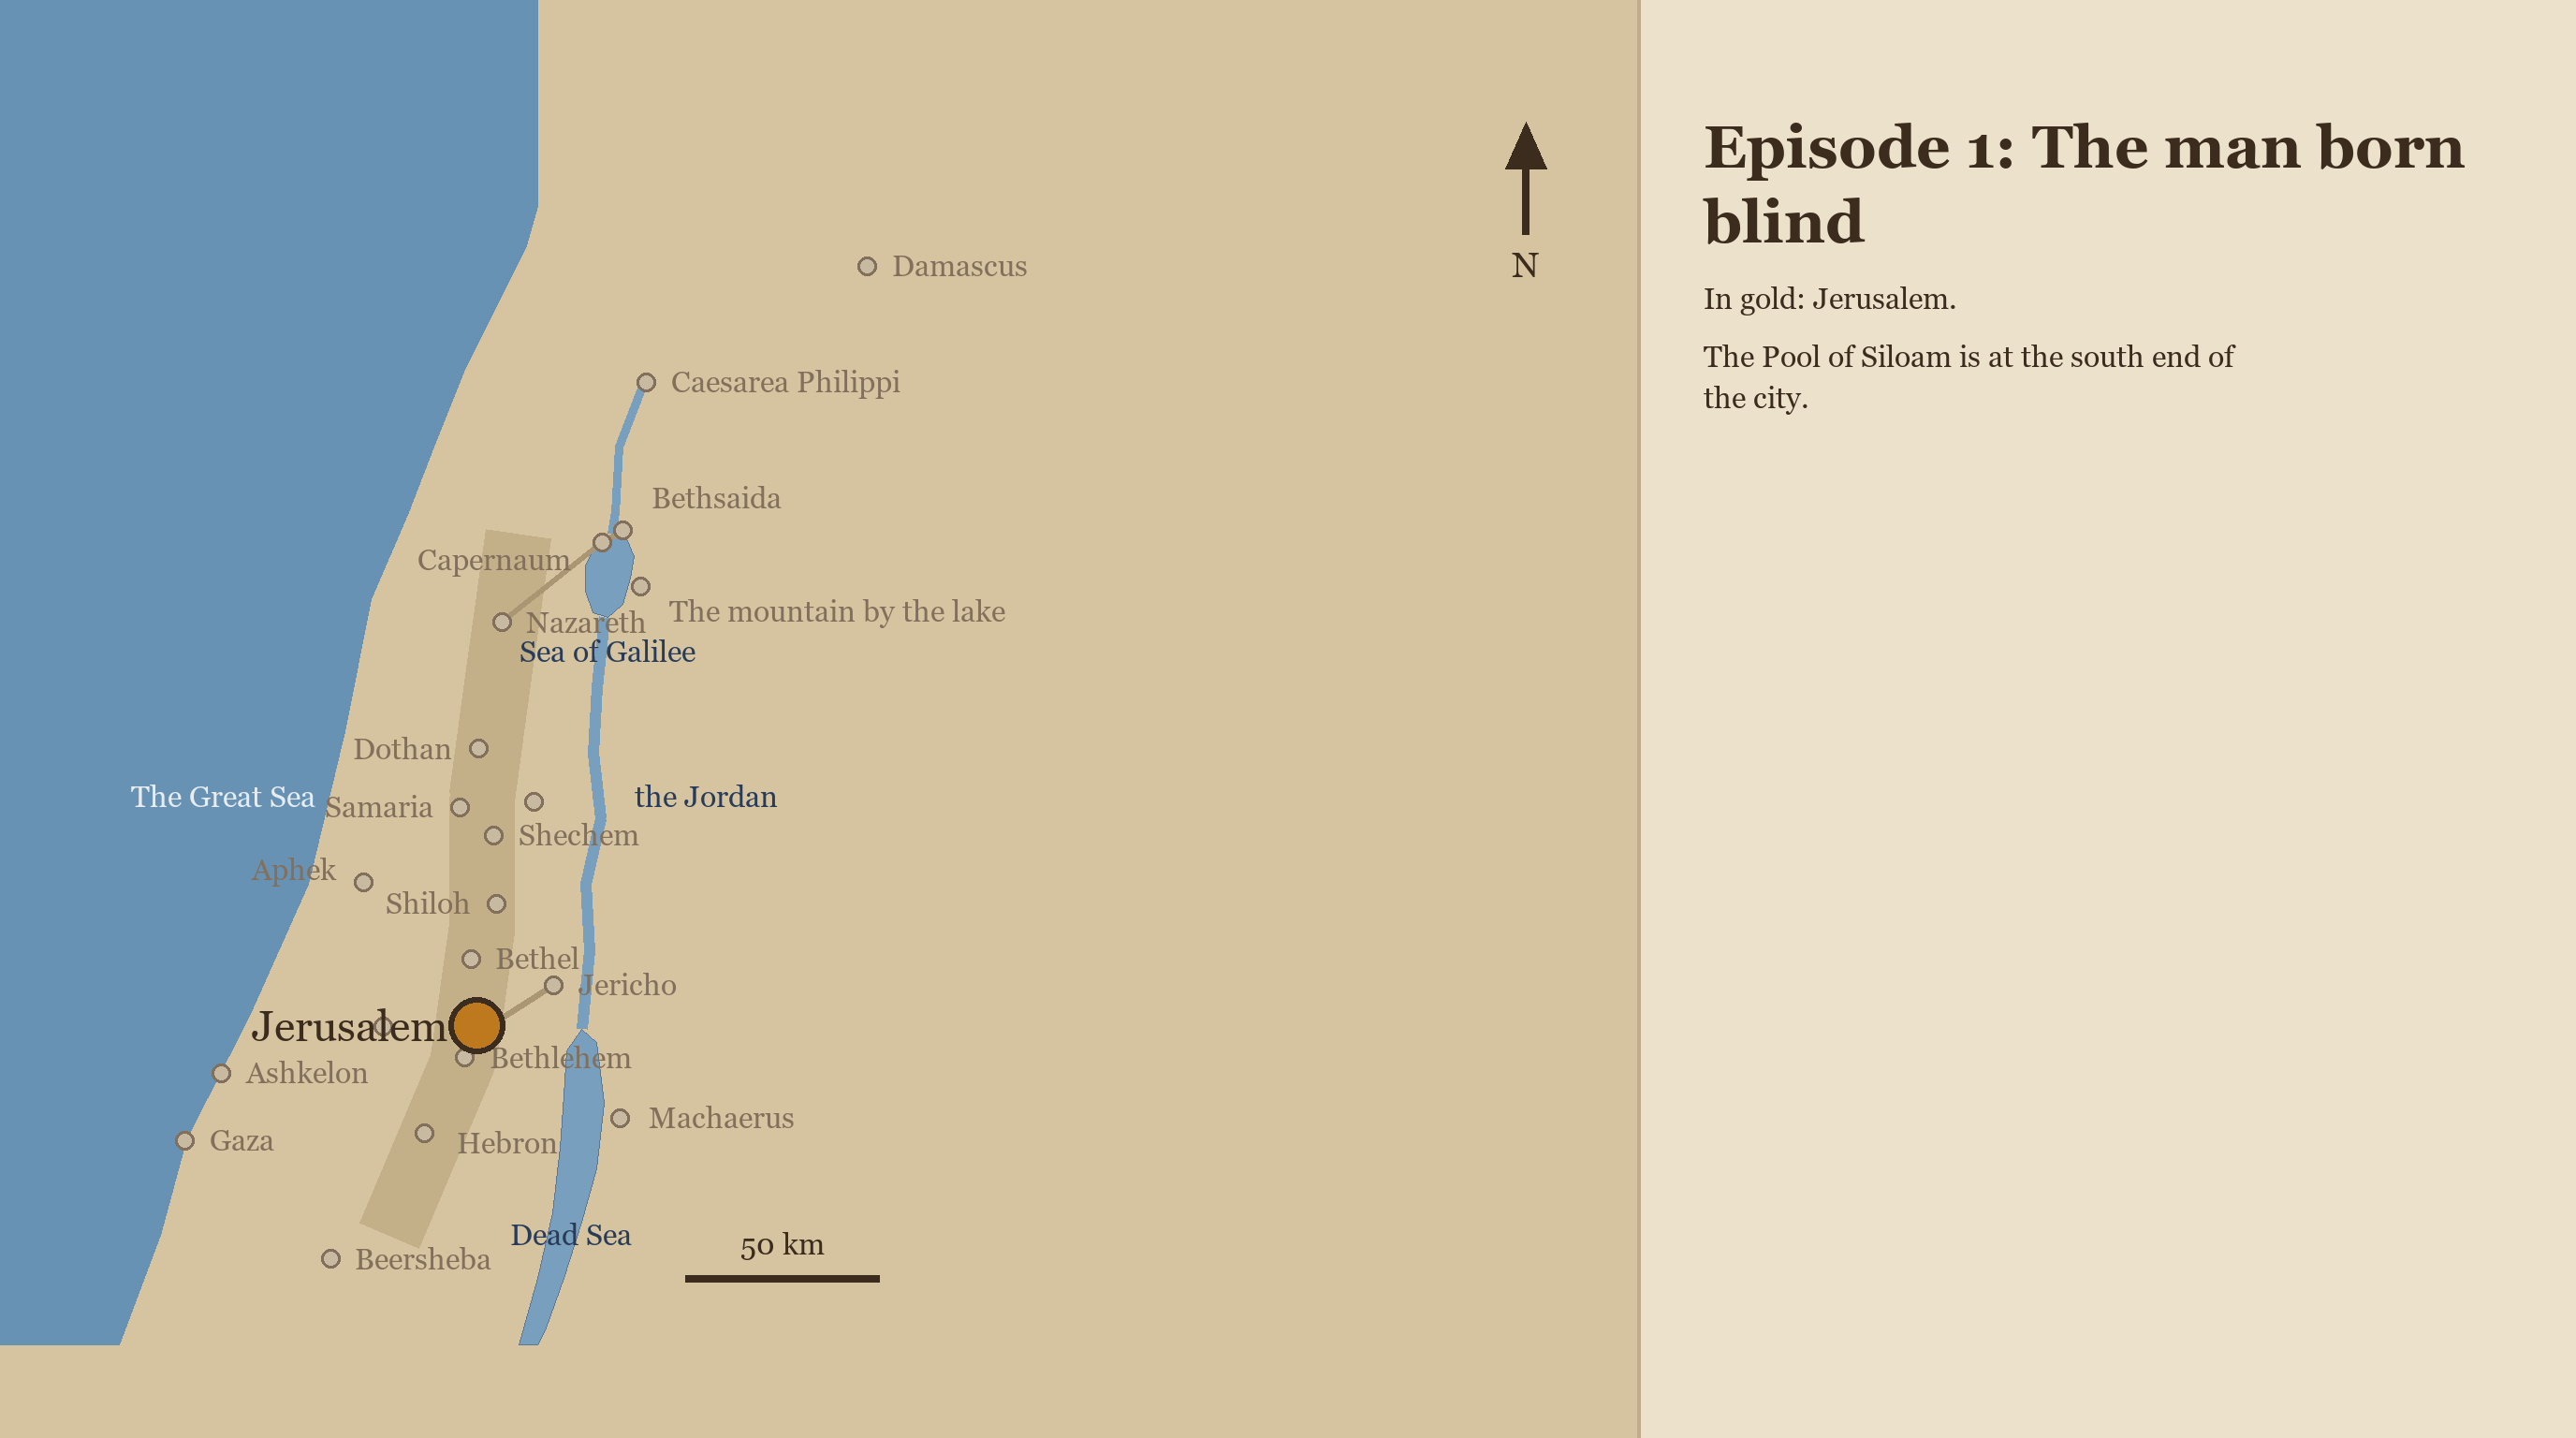 Damascus
N
Caesarea Philippi
Bethsaida
Capernaum
The mountain by the lake
Nazareth
Sea of Galilee
Dothan
The Great Sea
the Jordan
Samaria
Shechem
Aphek
Shiloh
Bethel
Jericho
Jerusalem
Bethlehem
Ashkelon
Machaerus
Gaza
Hebron
Dead Sea
50 km
Beersheba
Episode 1: The man born
blind
In gold: Jerusalem.
The Pool of Siloam is at the south end of
the city.